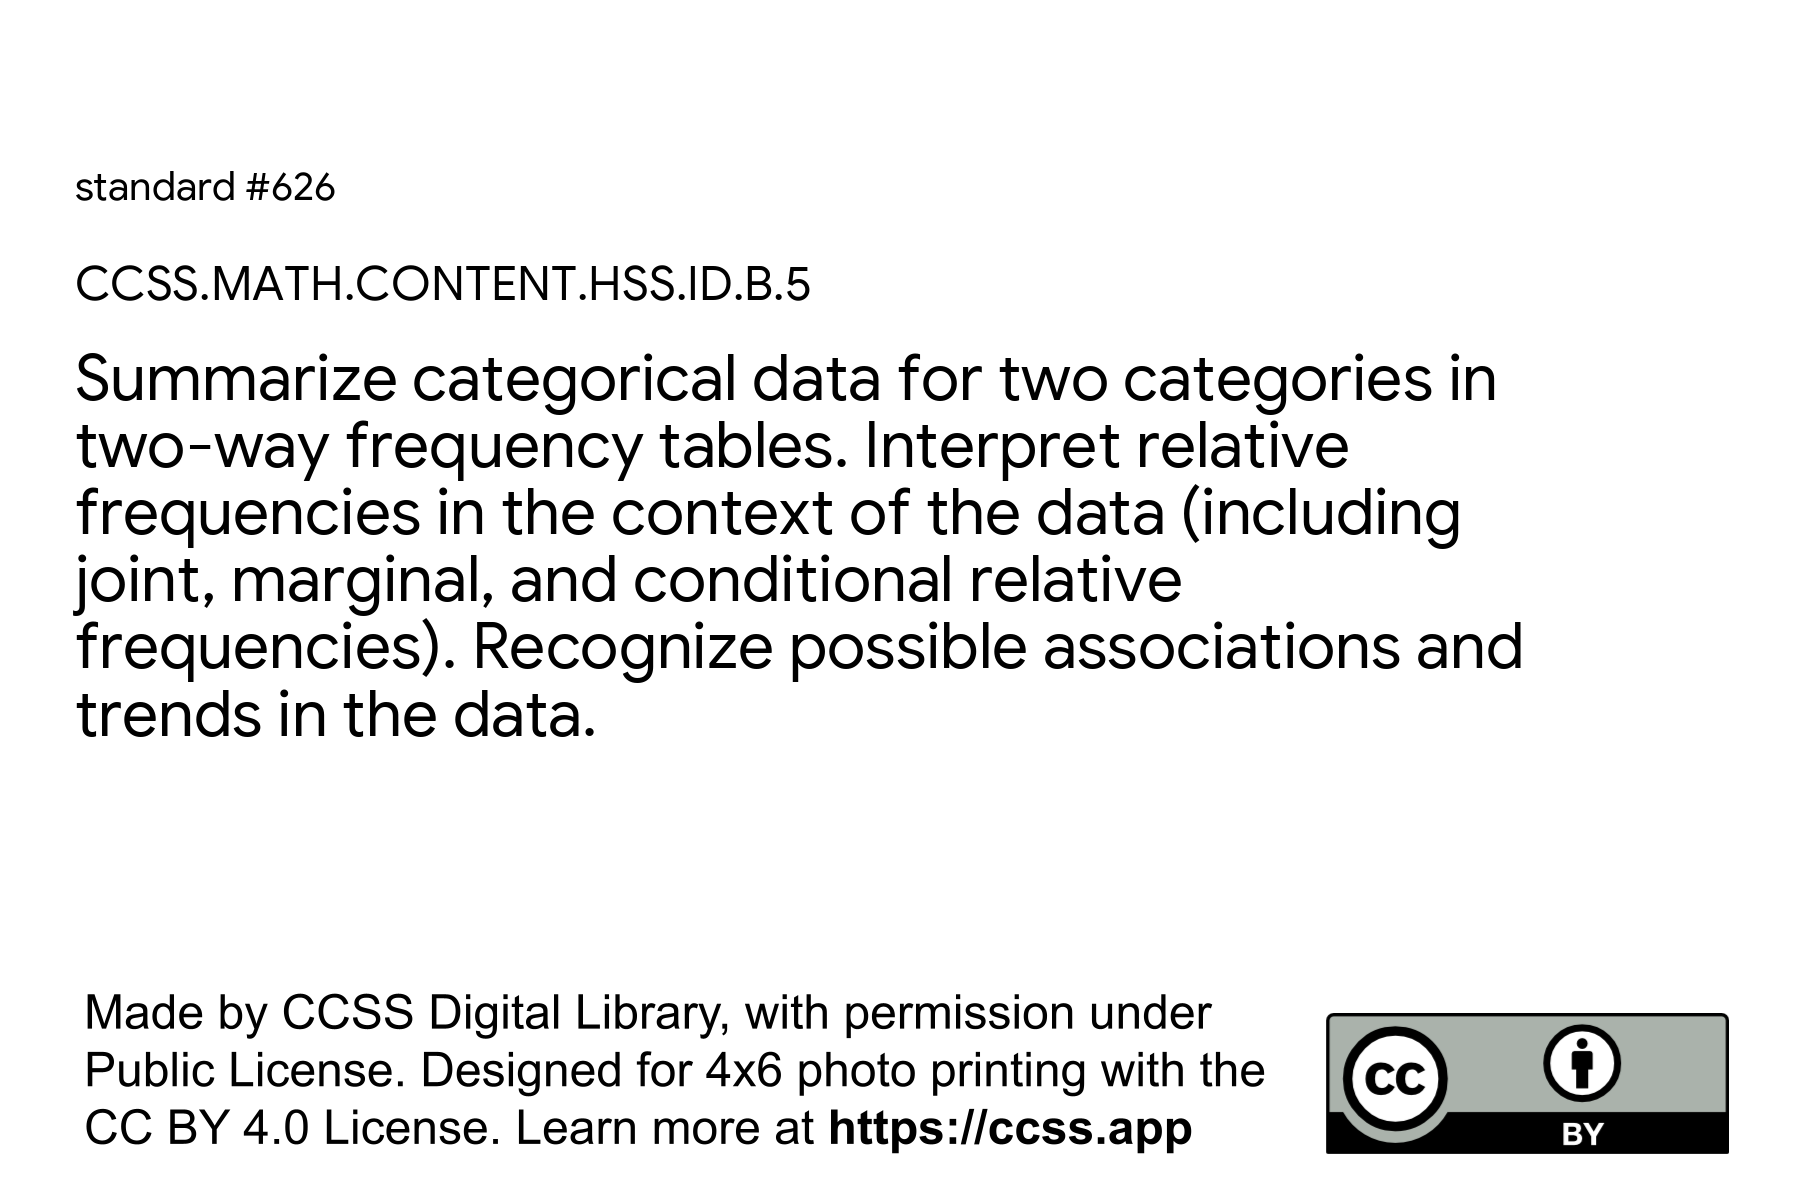 standard #626
CCSS.MATH.CONTENT.HSS.ID.B.5
Summarize categorical data for two categories in
two-way frequency tables. Interpret relative
frequencies in the context of the data (including
joint, marginal, and conditional relative
frequencies). Recognize possible associations and
trends in the data.
Made by CCSS Digital Library, with permission under
Public License. Designed for 4x6 photo printing with the
CC BY 4.0 License. Learn more at https://ccss.app
CC
BY